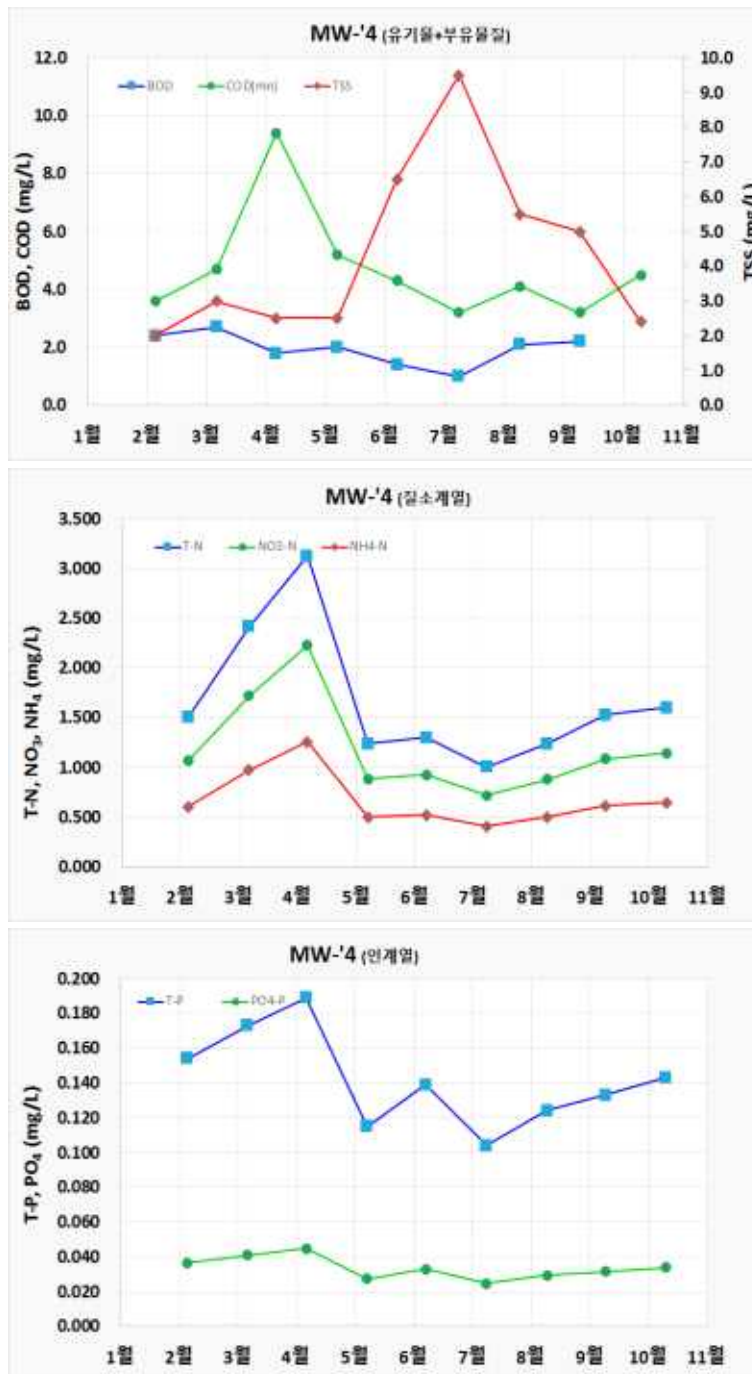 MW-'4 (유기물+부유물질)
12.0
10.0
8.0
6.0
4.0
2.0
0.0
BOD, COD (mg/L)
BOD COD(mn) TSS
10.0
9.0
8.0
7.0
6.0
5.0
4.0
3.0
2.0
1.0
0.0
TSS (mg/L)
1월 2월 3월 4월 5월 6월 7월 8월 9월 10월 11월
MW-'4 (질소계열)
3.500
3.000
2.500
2.000
1.500
1.000
0.500
0.000
T-N, NO₃, NH₄ (mg/L)
T-N NO3-N NH4-N
1월 2월 3월 4월 5월 6월 7월 8월 9월 10월 11월
MW-'4 (인계열)
0.200
0.180
0.160
0.140
0.120
0.100
0.080
0.060
0.040
0.020
0.000
T-P, PO₄ (mg/L)
T-P PO4-P
1월 2월 3월 4월 5월 6월 7월 8월 9월 10월 11월